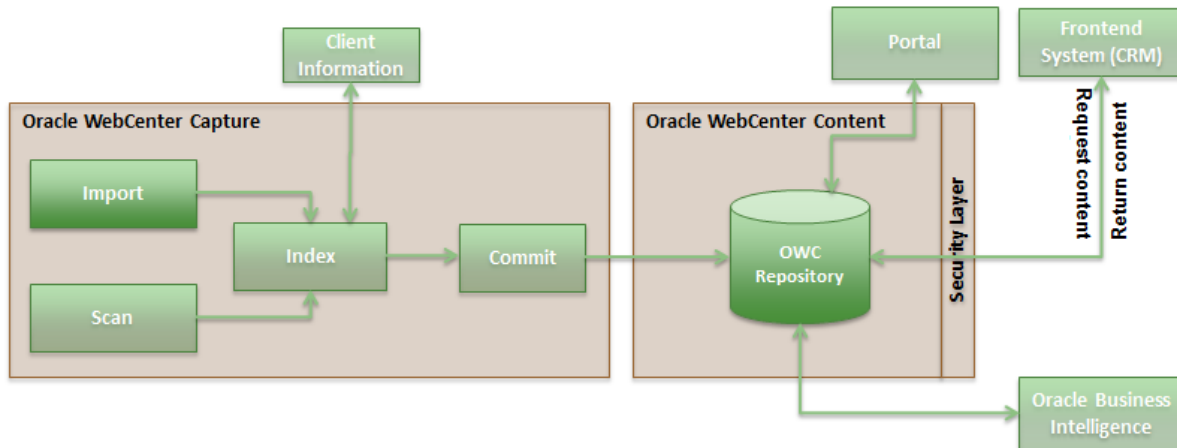 Client
Information
Portal
Frontend
System (CRM)
Oracle WebCenter Capture
Oracle WebCenter Content
Request content
Return content
Import
Index
Commit
Scan
OWC
Repository
Security Layer
Oracle Business
Intelligence